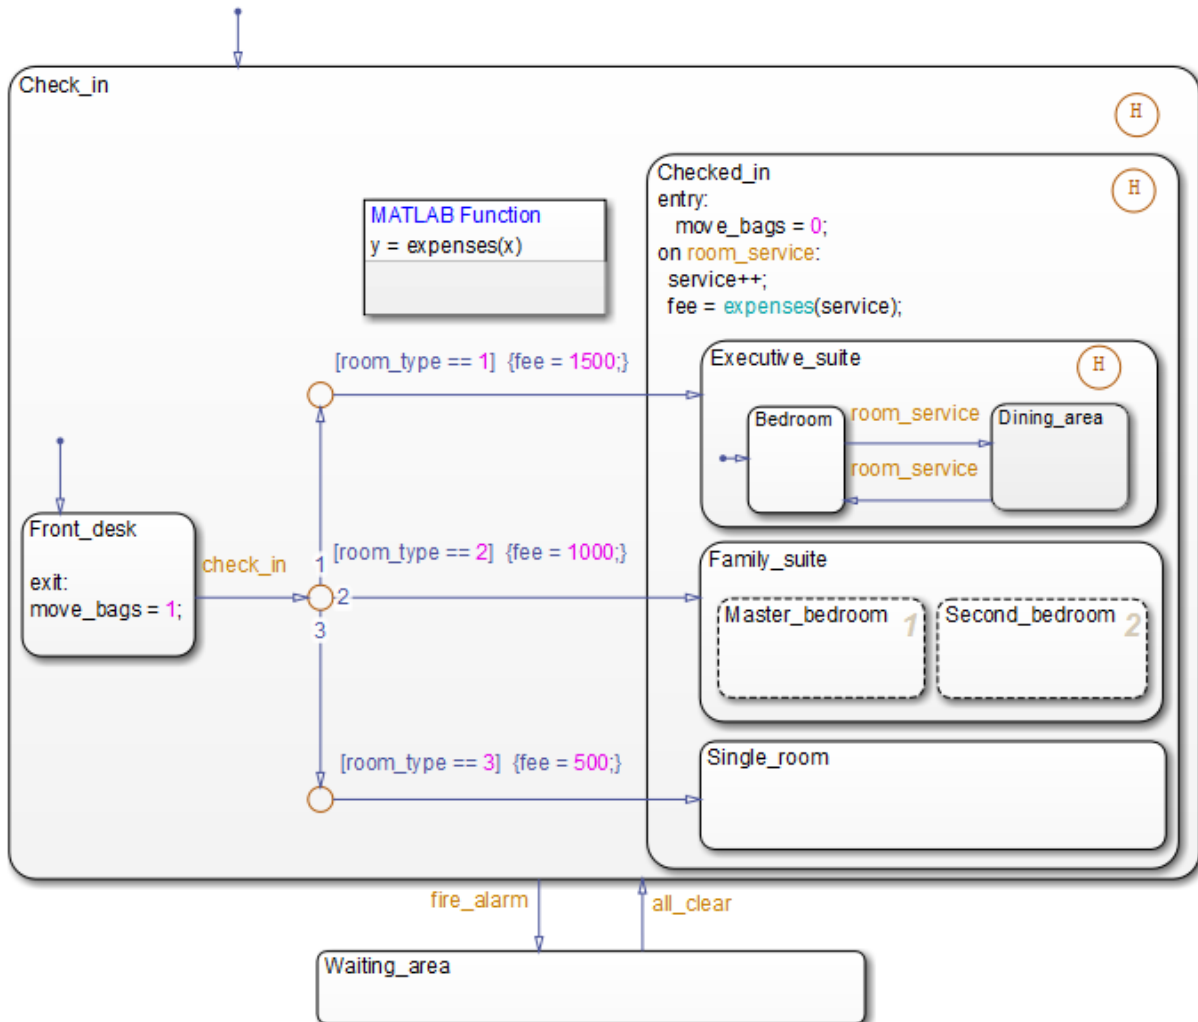 Check_in
H
Checked_in
H
entry:
move_bags = 0;
on room_service:
service++;
fee = expenses(service);
MATLAB Function
y = expenses(x)
[room_type == 1] {fee = 1500;}
Executive_suite
H
Bedroom
room_service
Dining_area
room_service
Front_desk
exit:
move_bags = 1;
check_in
1
2
3
[room_type == 2] {fee = 1000;}
Family_suite
Master_bedroom 1
Second_bedroom 2
[room_type == 3] {fee = 500;}
Single_room
fire_alarm
all_clear
Waiting_area